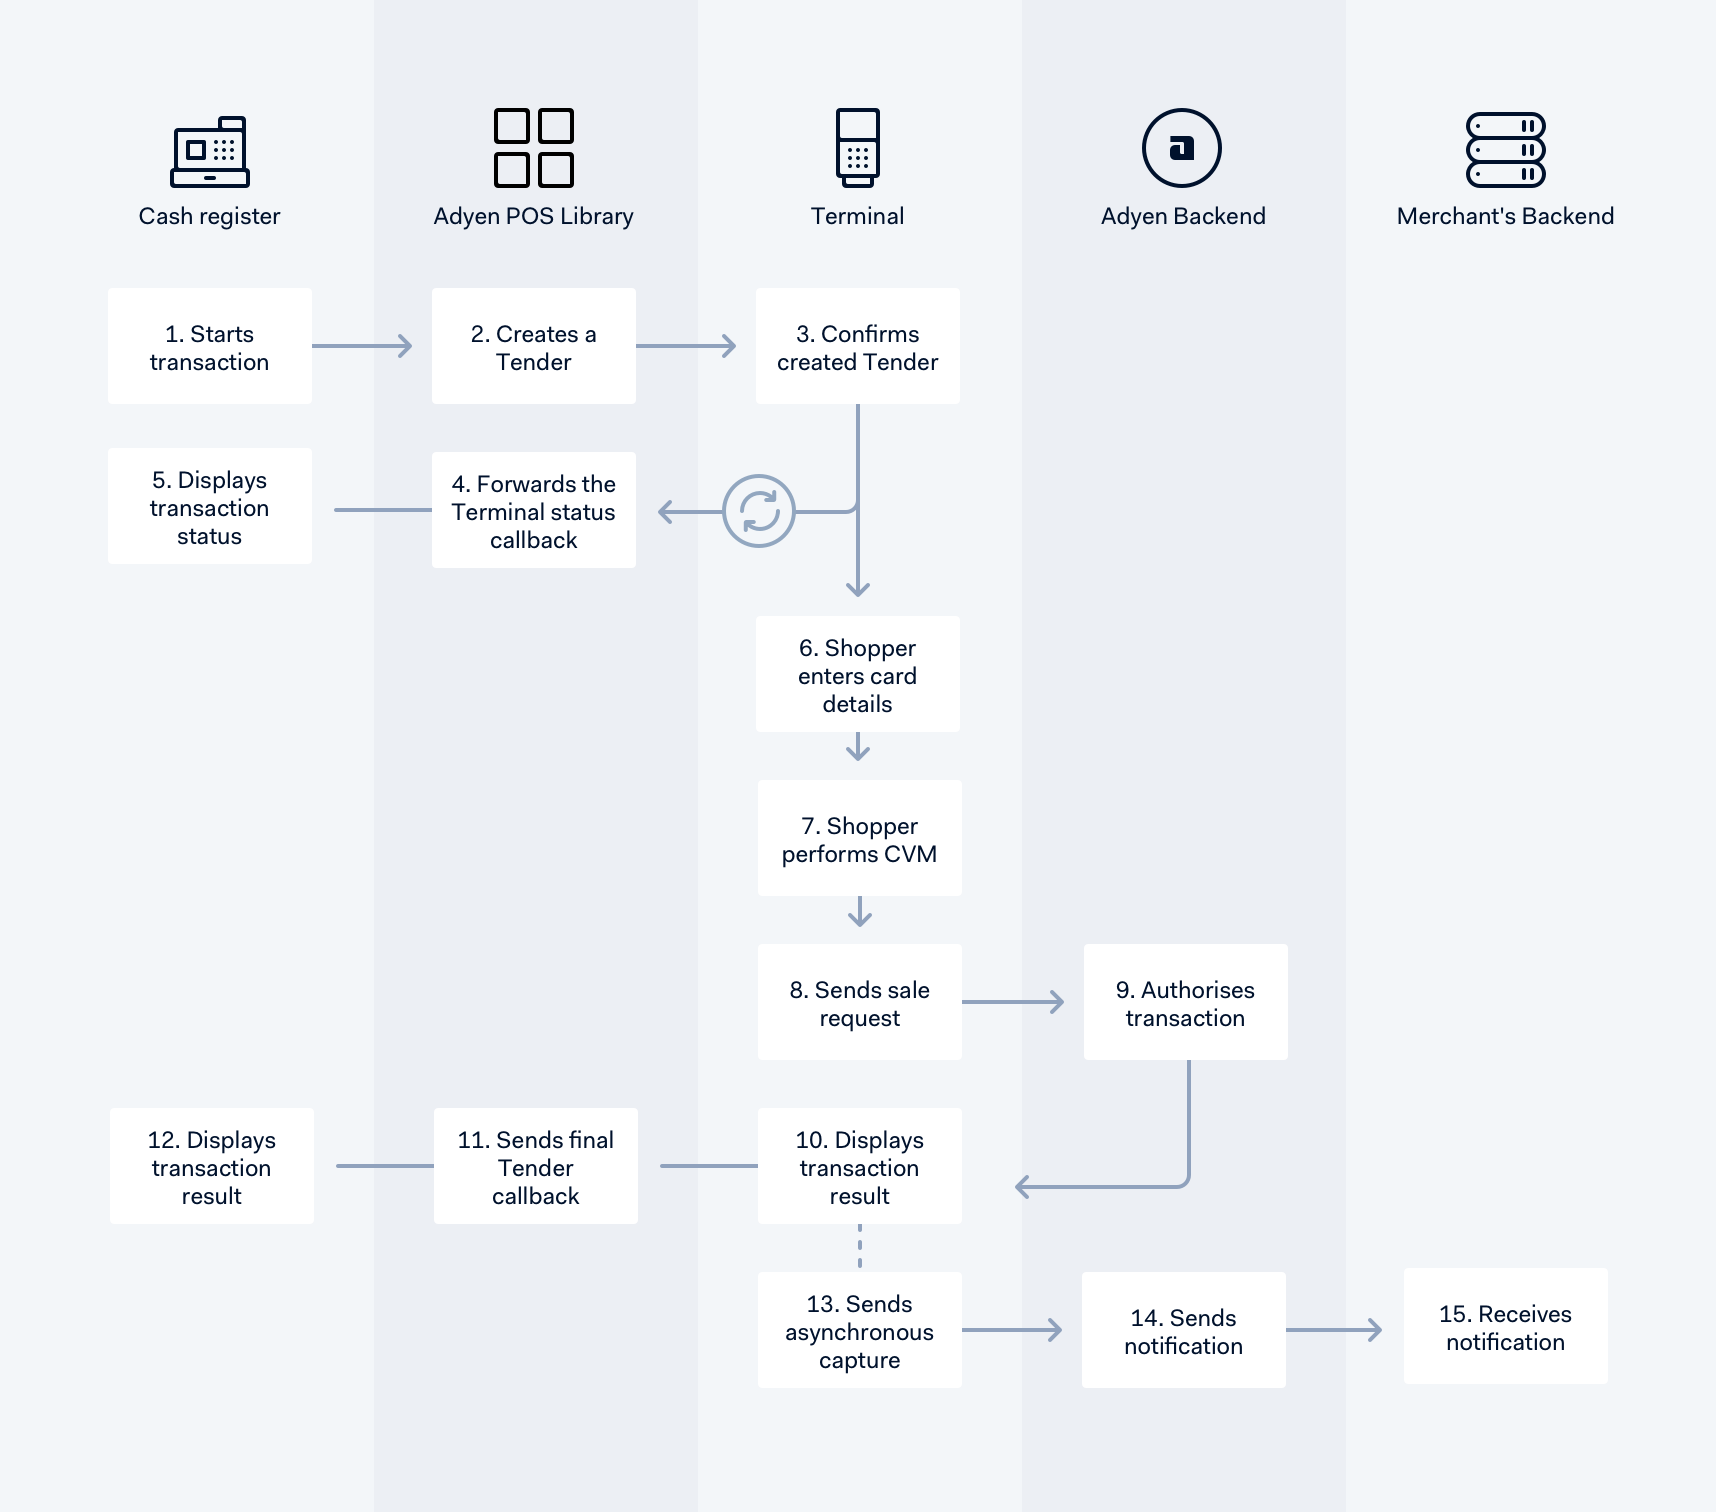 Cash register
Adyen POS Library
Terminal
Adyen Backend
Merchant's Backend
1. Starts
transaction
2. Creates a
Tender
3. Confirms
created Tender
5. Displays
transaction
status
4. Forwards the
Terminal status
callback
6. Shopper
enters card
details
7. Shopper
performs CVM
8. Sends sale
request
9. Authorises
transaction
12. Displays
transaction
result
11. Sends final
Tender
callback
10. Displays
transaction
result
13. Sends
asynchronous
capture
14. Sends
notification
15. Receives
notification